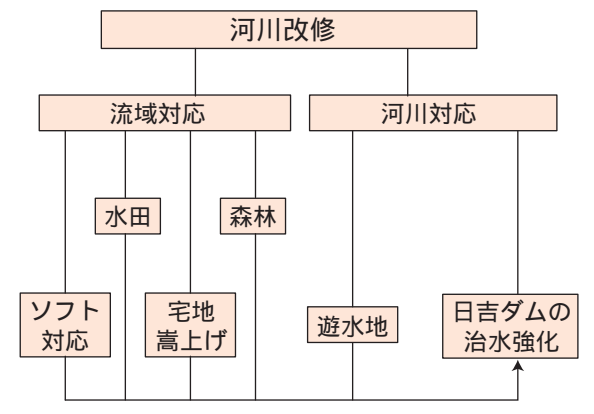 河川改修
流域対応
河川対応
水田
森林
ソフト
対応
宅地
嵩上げ
遊水地
日吉ダムの
治水強化